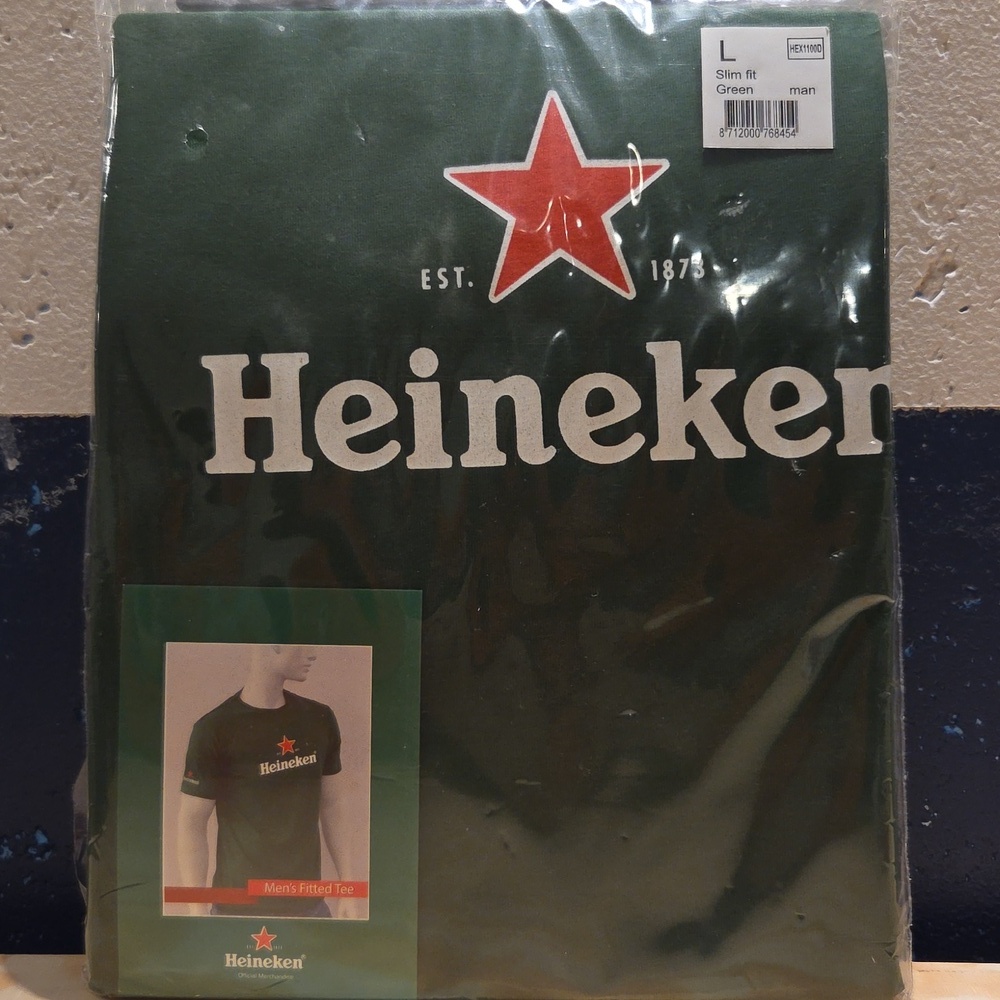 L
HEX1100D
Slim fit
Green man
8 712000 768454
EST. 1873
Heineken
Heineken
Men's Fitted Tee
Heineken
Official Merchandise